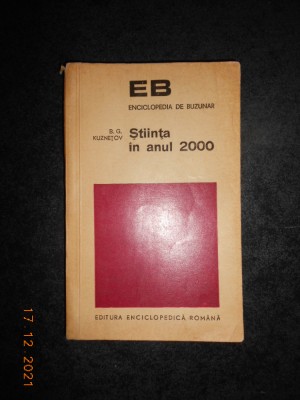 EB
ENCICLOPEDIA DE BUZUNAR
B. G.
KUZNEȚOV
Știința
în anul 2000
EDITURA ENCICLOPEDICĂ ROMÂNĂ
17.12.2021